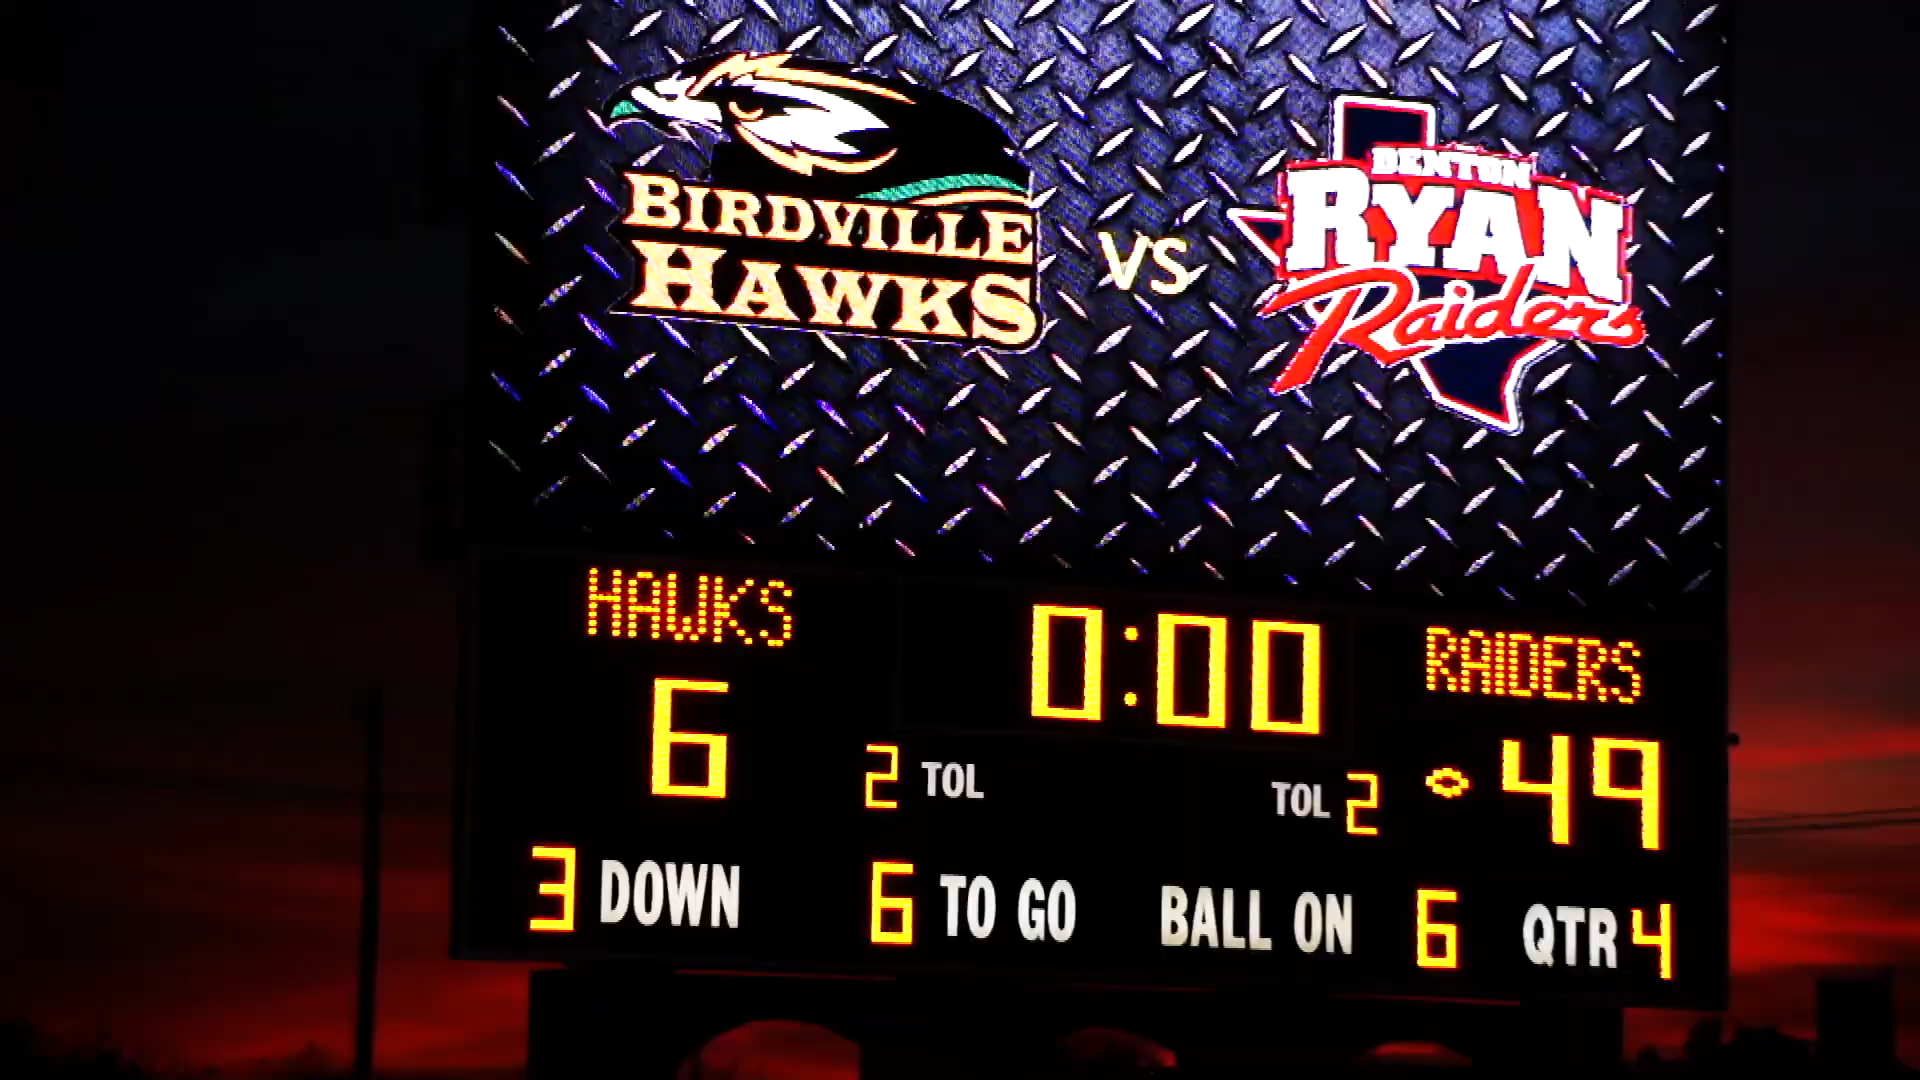 BIRDVILLE
HAWKS
VS
DENTON
RYAN
Raiders
HAWKS
0:00
RAIDERS
6
2 TOL
TOL 2
49
3 DOWN
6 TO GO
BALL ON 6
QTR 4